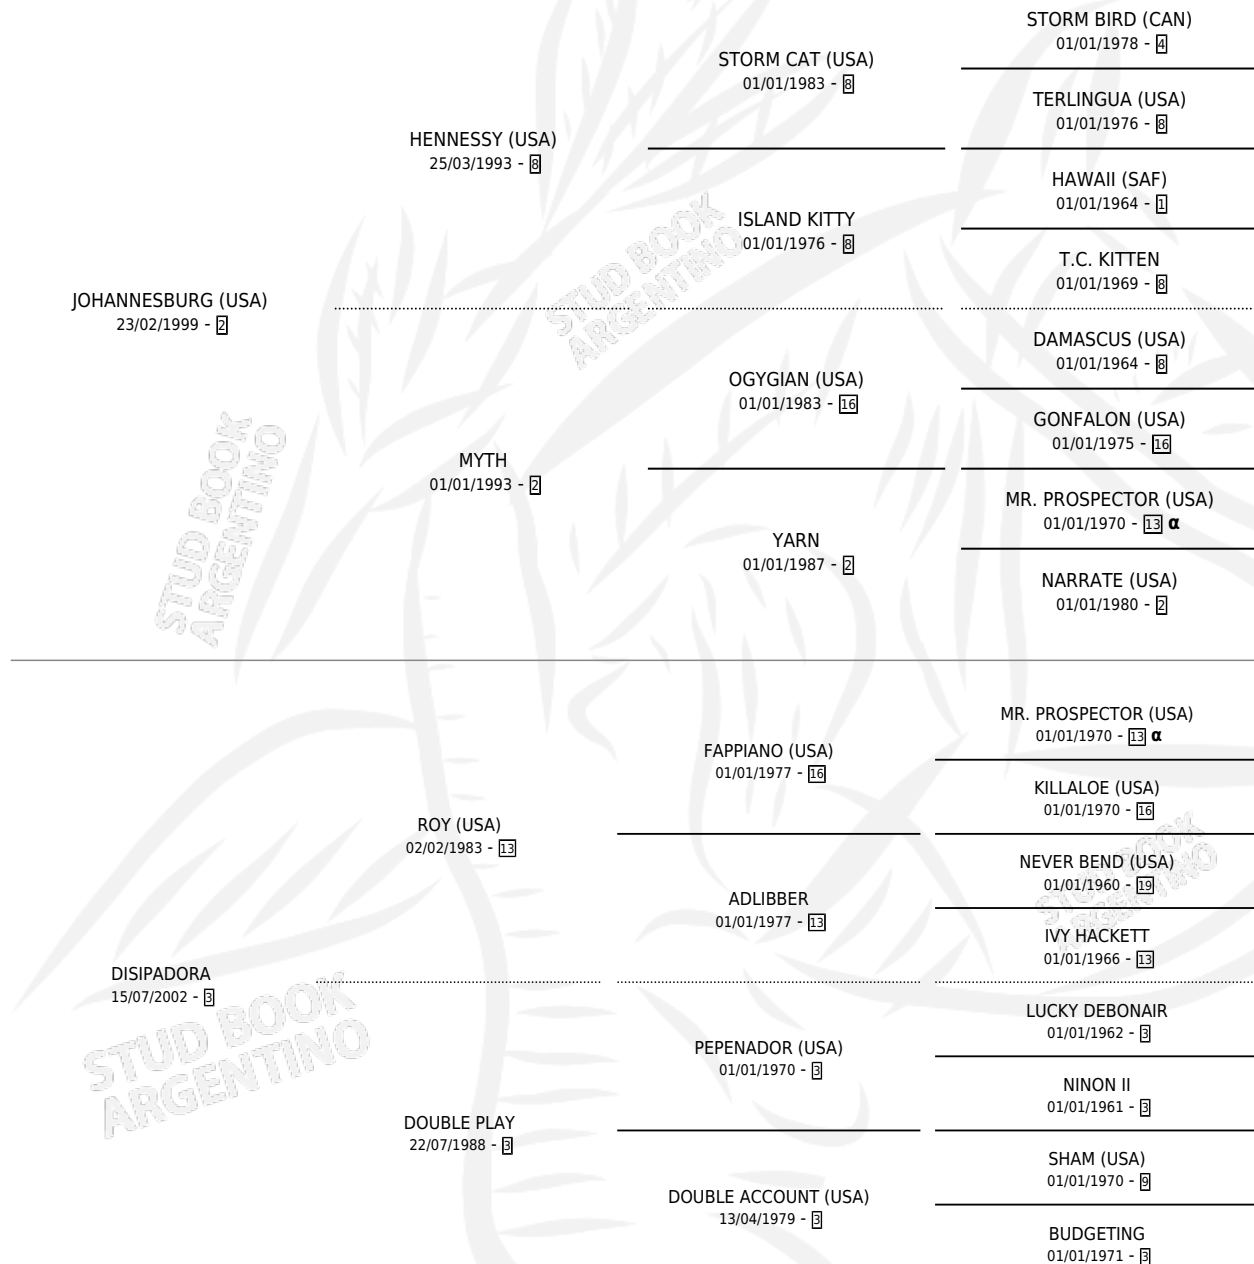 STORM BIRD (CAN)
01/01/1978 - 4
STORM CAT (USA)
01/01/1983 - 8
TERLINGUA (USA)
01/01/1976 - 8
HENNESSY (USA)
25/03/1993 - 8
HAWAII (SAF)
01/01/1964 - 1
ISLAND KITTY
01/01/1976 - 8
T.C. KITTEN
01/01/1969 - 8
JOHANNESBURG (USA)
23/02/1999 - 2
DAMASCUS (USA)
01/01/1964 - 8
OGYGIAN (USA)
01/01/1983 - 16
GONFALON (USA)
01/01/1975 - 16
MYTH
01/01/1993 - 2
MR. PROSPECTOR (USA)
01/01/1970 - 13 α
YARN
01/01/1987 - 2
NARRATE (USA)
01/01/1980 - 2
MR. PROSPECTOR (USA)
01/01/1970 - 13 α
FAPPIANO (USA)
01/01/1977 - 16
KILLALOE (USA)
01/01/1970 - 16
ROY (USA)
02/02/1983 - 13
NEVER BEND (USA)
01/01/1960 - 19
ADLIBBER
01/01/1977 - 13
IVY HACKETT
01/01/1966 - 13
DISIPADORA
15/07/2002 - 3
LUCKY DEBONAIR
01/01/1962 - 3
PEPENADOR (USA)
01/01/1970 - 3
NINON II
01/01/1961 - 3
DOUBLE PLAY
22/07/1988 - 3
SHAM (USA)
01/01/1970 - 9
DOUBLE ACCOUNT (USA)
13/04/1979 - 3
BUDGETING
01/01/1971 - 3
STUD BOOK
ARGENTINO
STUD BOOK
ARGENTINO
STUD BOOK
ARGENTINO
STUD BOOK
ARGENTINO